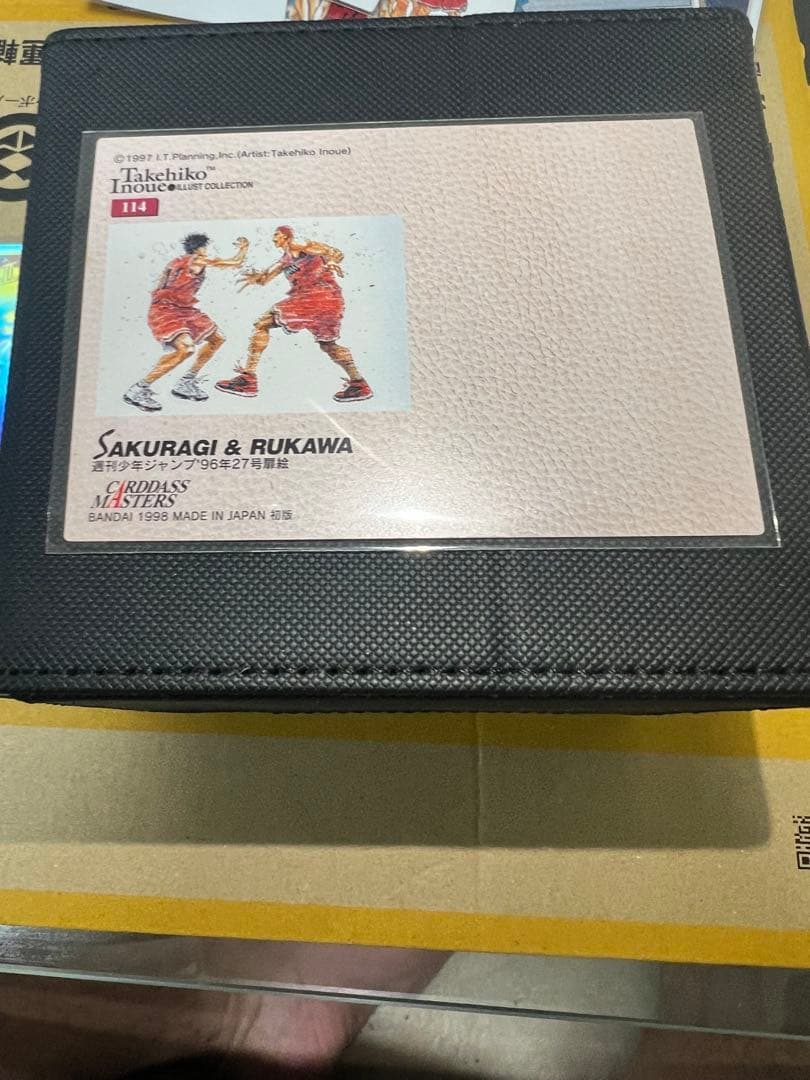 ©1997 I.T.Planning,Inc.(Artist:Takehiko Inoue)
Takehiko™
Inoue●ILLUST COLLECTION
114
SAKURAGI & RUKAWA
週刊少年ジャンプ'96年27号扉絵
CARDDASS
MASTERS
BANDAI 1998 MADE IN JAPAN 初版